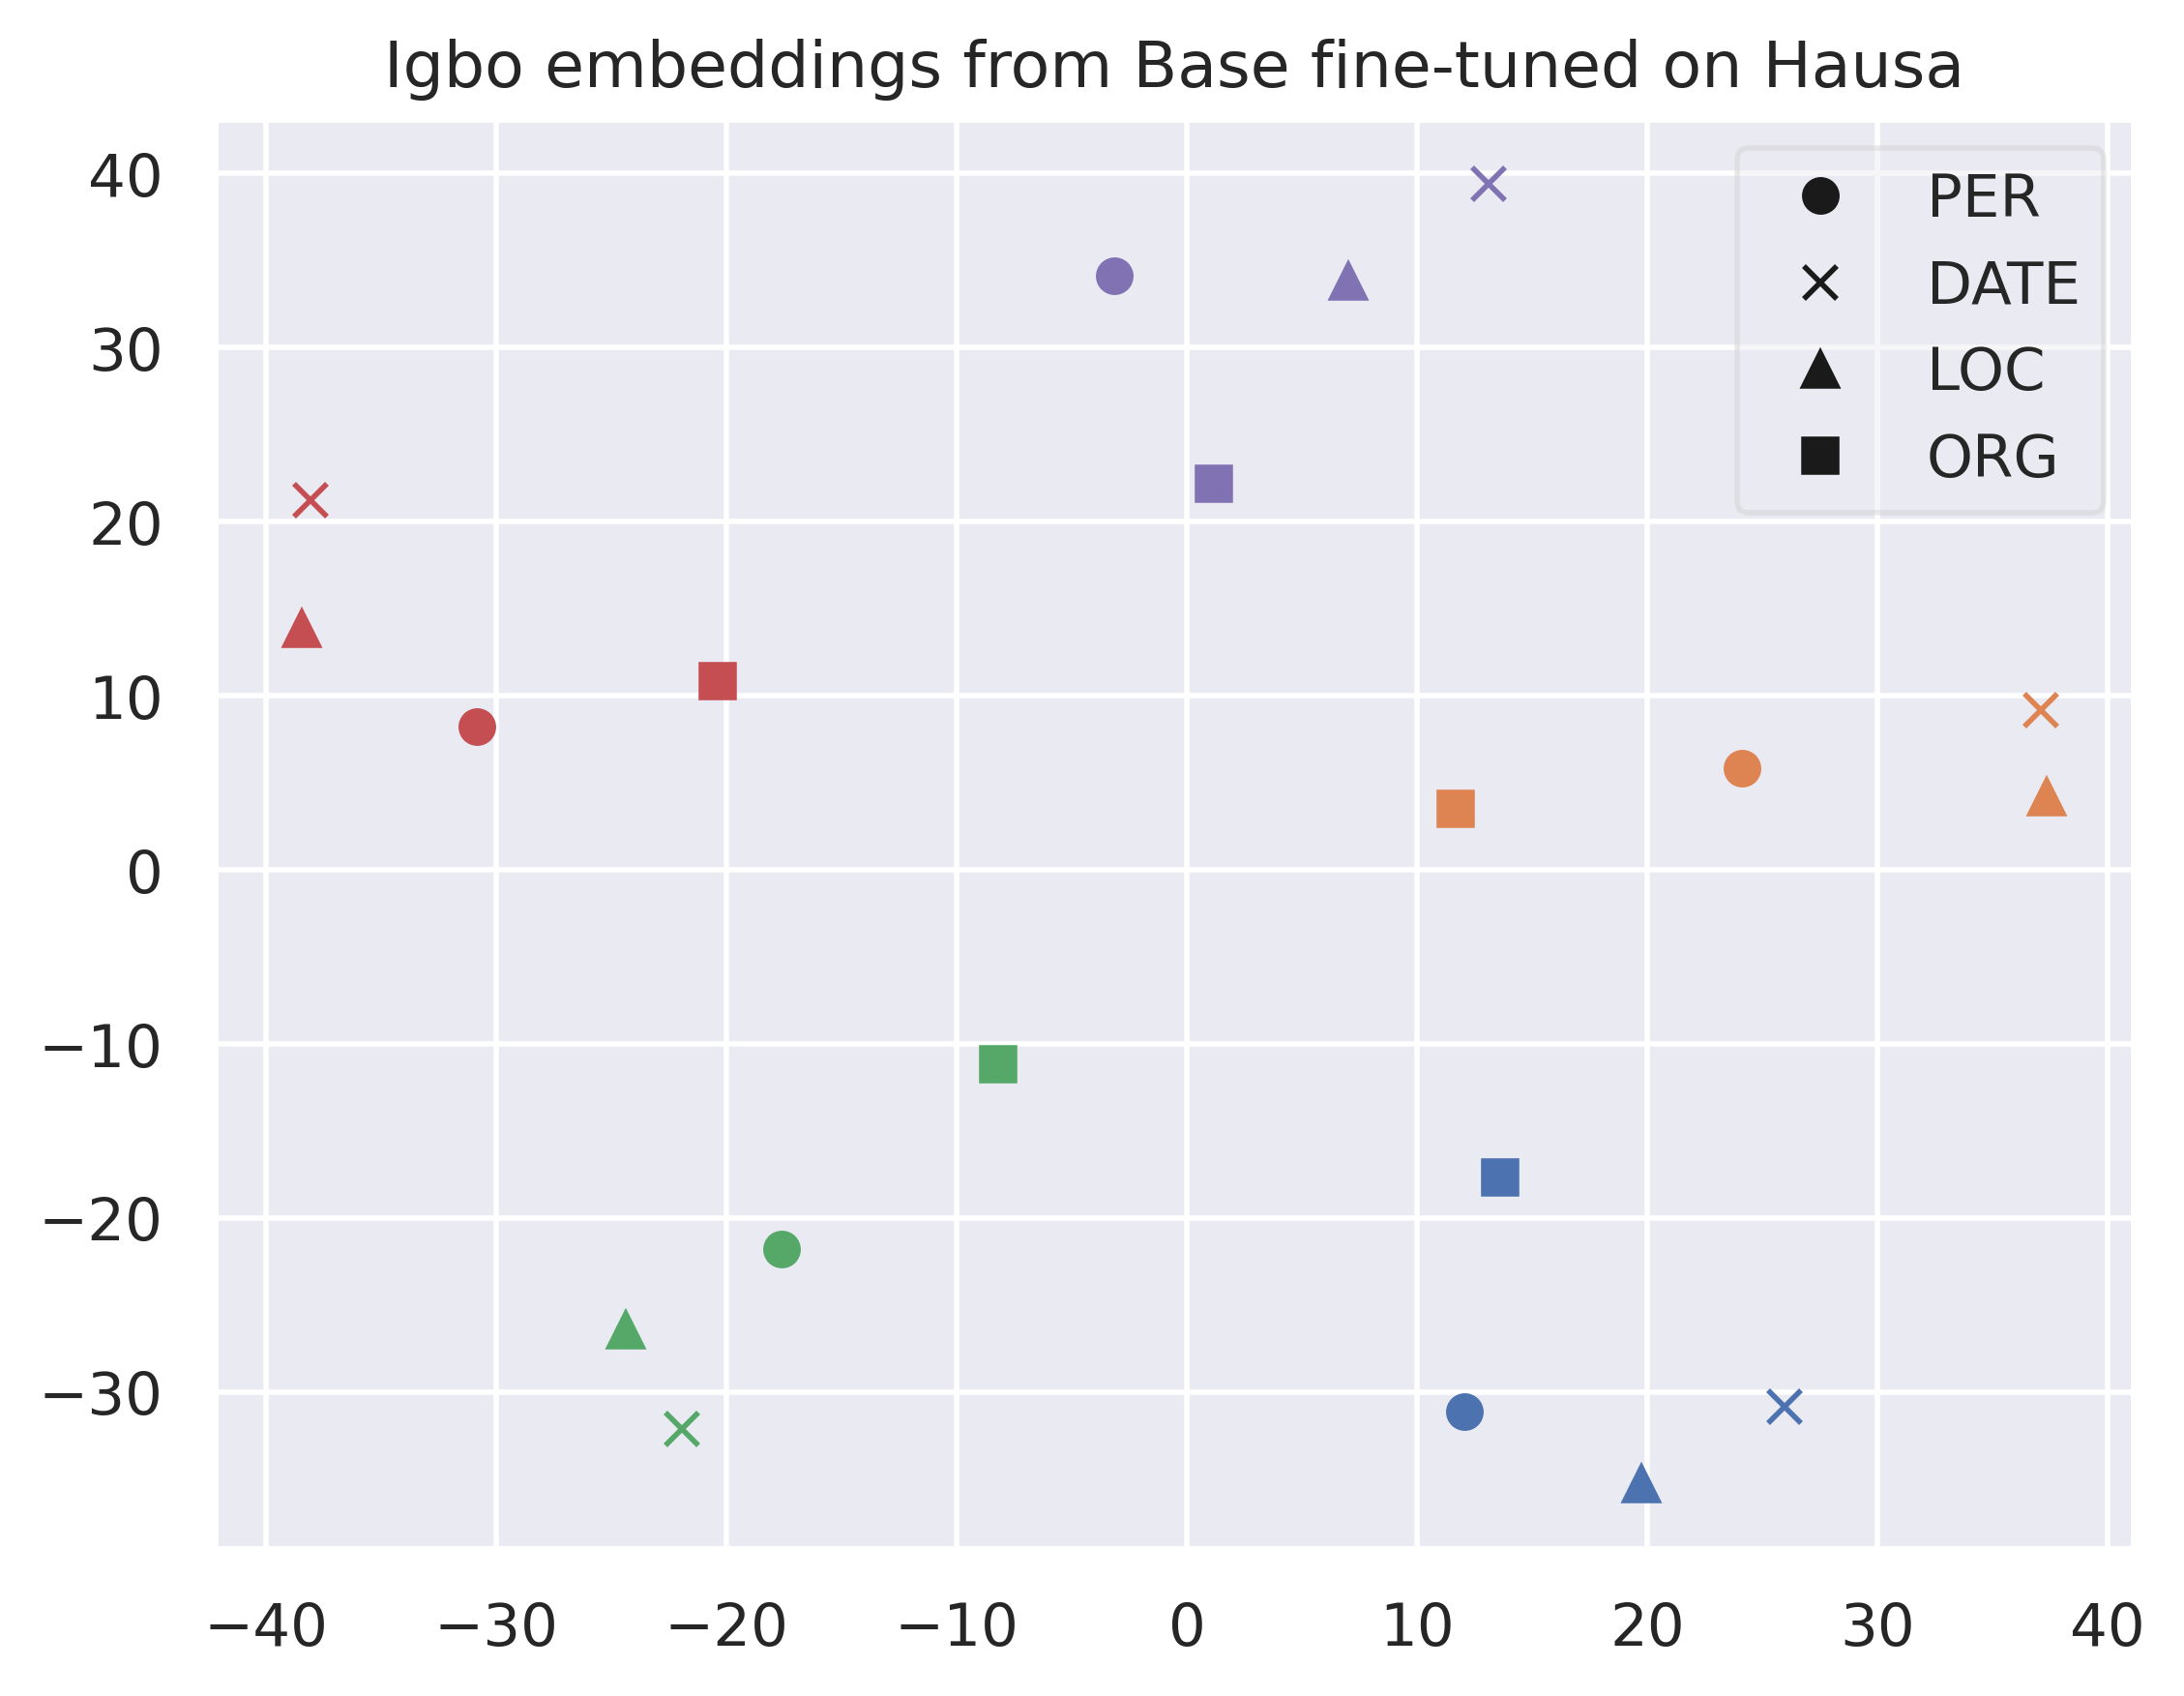 Igbo embeddings from Base fine-tuned on Hausa
40
30
20
10
0
−10
−20
−30
−40 −30 −20 −10 0 10 20 30 40
PER
DATE
LOC
ORG